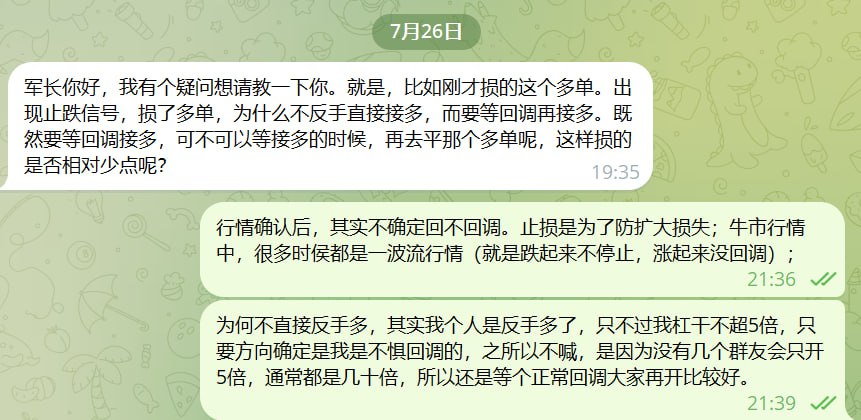 7月26日
军长你好，我有个疑问想请教一下你。就是，比如刚才损的这个多单。出
现止跌信号，损了多单，为什么不反手直接接多，而要等回调再接多。既
然要等回调接多，可不可以等接多的时候，再去平那个多单呢，这样损的
是否相对少点呢？
19:35
行情确认后，其实不确定回不回调。止损是为了防扩大损失；牛市行情
中，很多时侯都是一波流行情（就是跌起来不停止，涨起来没回调）；
21:36
为何不直接反手多，其实我个人是反手多了，只不过我杠干不超5倍，只
要方向确定是我是不惧回调的，之所以不喊，是因为没有几个群友会只开
5倍，通常都是几十倍，所以还是等个正常回调大家再开比较好。
21:39